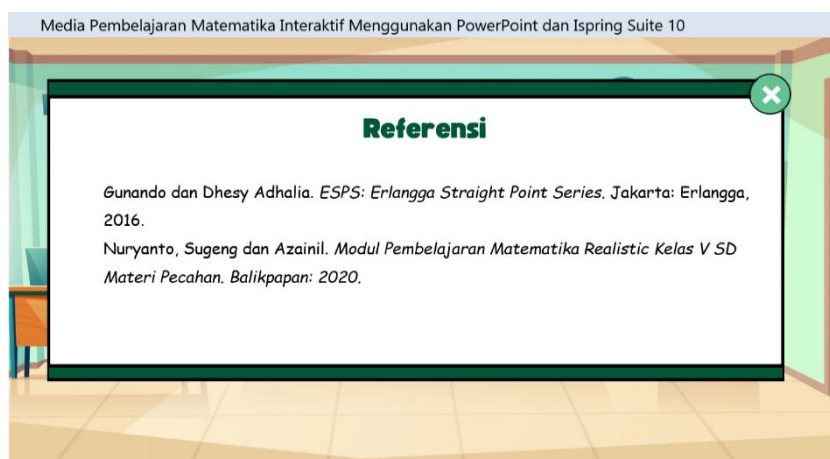 Media Pembelajaran Matematika Interaktif Menggunakan PowerPoint dan Ispring Suite 10
Referensi
Gunando dan Dhesy Adhalia. ESPS: Erlangga Straight Point Series. Jakarta: Erlangga,
2016.
Nuryanto, Sugeng dan Azainil. Modul Pembelajaran Matematika Realistic Kelas V SD
Materi Pecahan. Balikpapan: 2020.